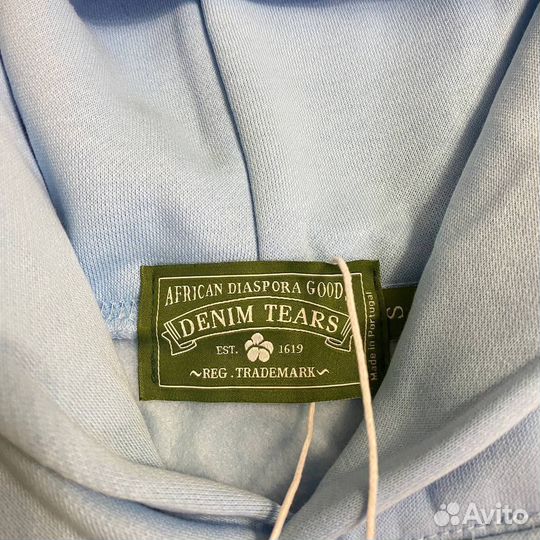 AFRICAN DIASPORA GOODS
DENIM TEARS
EST. 1619
~REG. TRADEMARK~
Made in Portugal
S
Avito